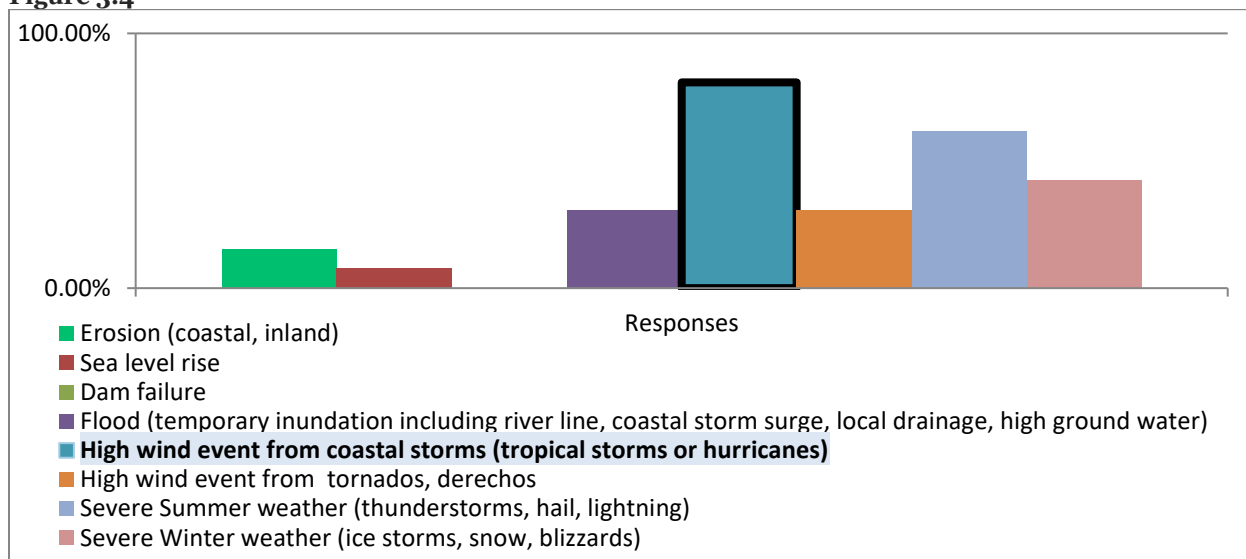 Figure 3.4
100.00%
0.00%
Responses
Erosion (coastal, inland)
Sea level rise
Dam failure
Flood (temporary inundation including river line, coastal storm surge, local drainage, high ground water)
High wind event from coastal storms (tropical storms or hurricanes)
High wind event from  tornados, derechos
Severe Summer weather (thunderstorms, hail, lightning)
Severe Winter weather (ice storms, snow, blizzards)